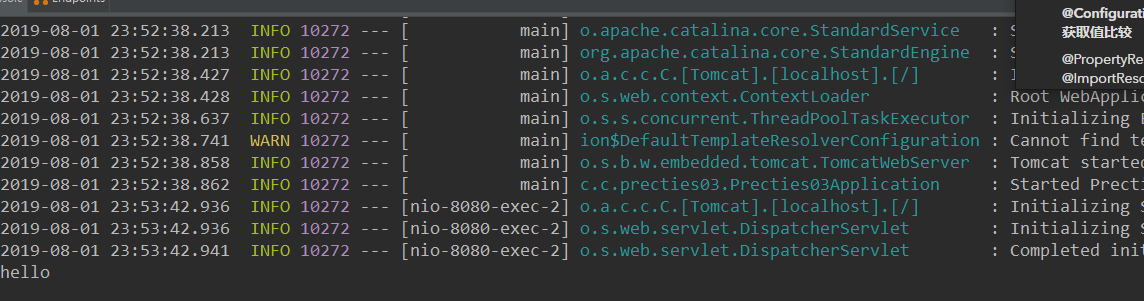 Endpoints
2019-08-01 23:52:38.213 INFO 10272 --- [ main] o.apache.catalina.core.StandardService : S
2019-08-01 23:52:38.213 INFO 10272 --- [ main] org.apache.catalina.core.StandardEngine : S
2019-08-01 23:52:38.427 INFO 10272 --- [ main] o.a.c.c.C.[Tomcat].[localhost].[/] : I
2019-08-01 23:52:38.428 INFO 10272 --- [ main] o.s.web.context.ContextLoader : Root WebApplic
2019-08-01 23:52:38.637 INFO 10272 --- [ main] o.s.s.concurrent.ThreadPoolTaskExecutor : Initializing E
2019-08-01 23:52:38.741 WARN 10272 --- [ main] ion$DefaultTemplateResolverConfiguration : Cannot find te
2019-08-01 23:52:38.858 INFO 10272 --- [ main] o.s.b.w.embedded.tomcat.TomcatWebServer : Tomcat started
2019-08-01 23:52:38.862 INFO 10272 --- [ main] c.c.precties03.Precties03Application : Started Precti
2019-08-01 23:53:42.936 INFO 10272 --- [nio-8080-exec-2] o.a.c.c.C.[Tomcat].[localhost].[/] : Initializing S
2019-08-01 23:53:42.936 INFO 10272 --- [nio-8080-exec-2] o.s.web.servlet.DispatcherServlet : Initializing S
2019-08-01 23:53:42.941 INFO 10272 --- [nio-8080-exec-2] o.s.web.servlet.DispatcherServlet : Completed init
hello
@Configurati
获取值比较
@PropertyRe
@ImportReso